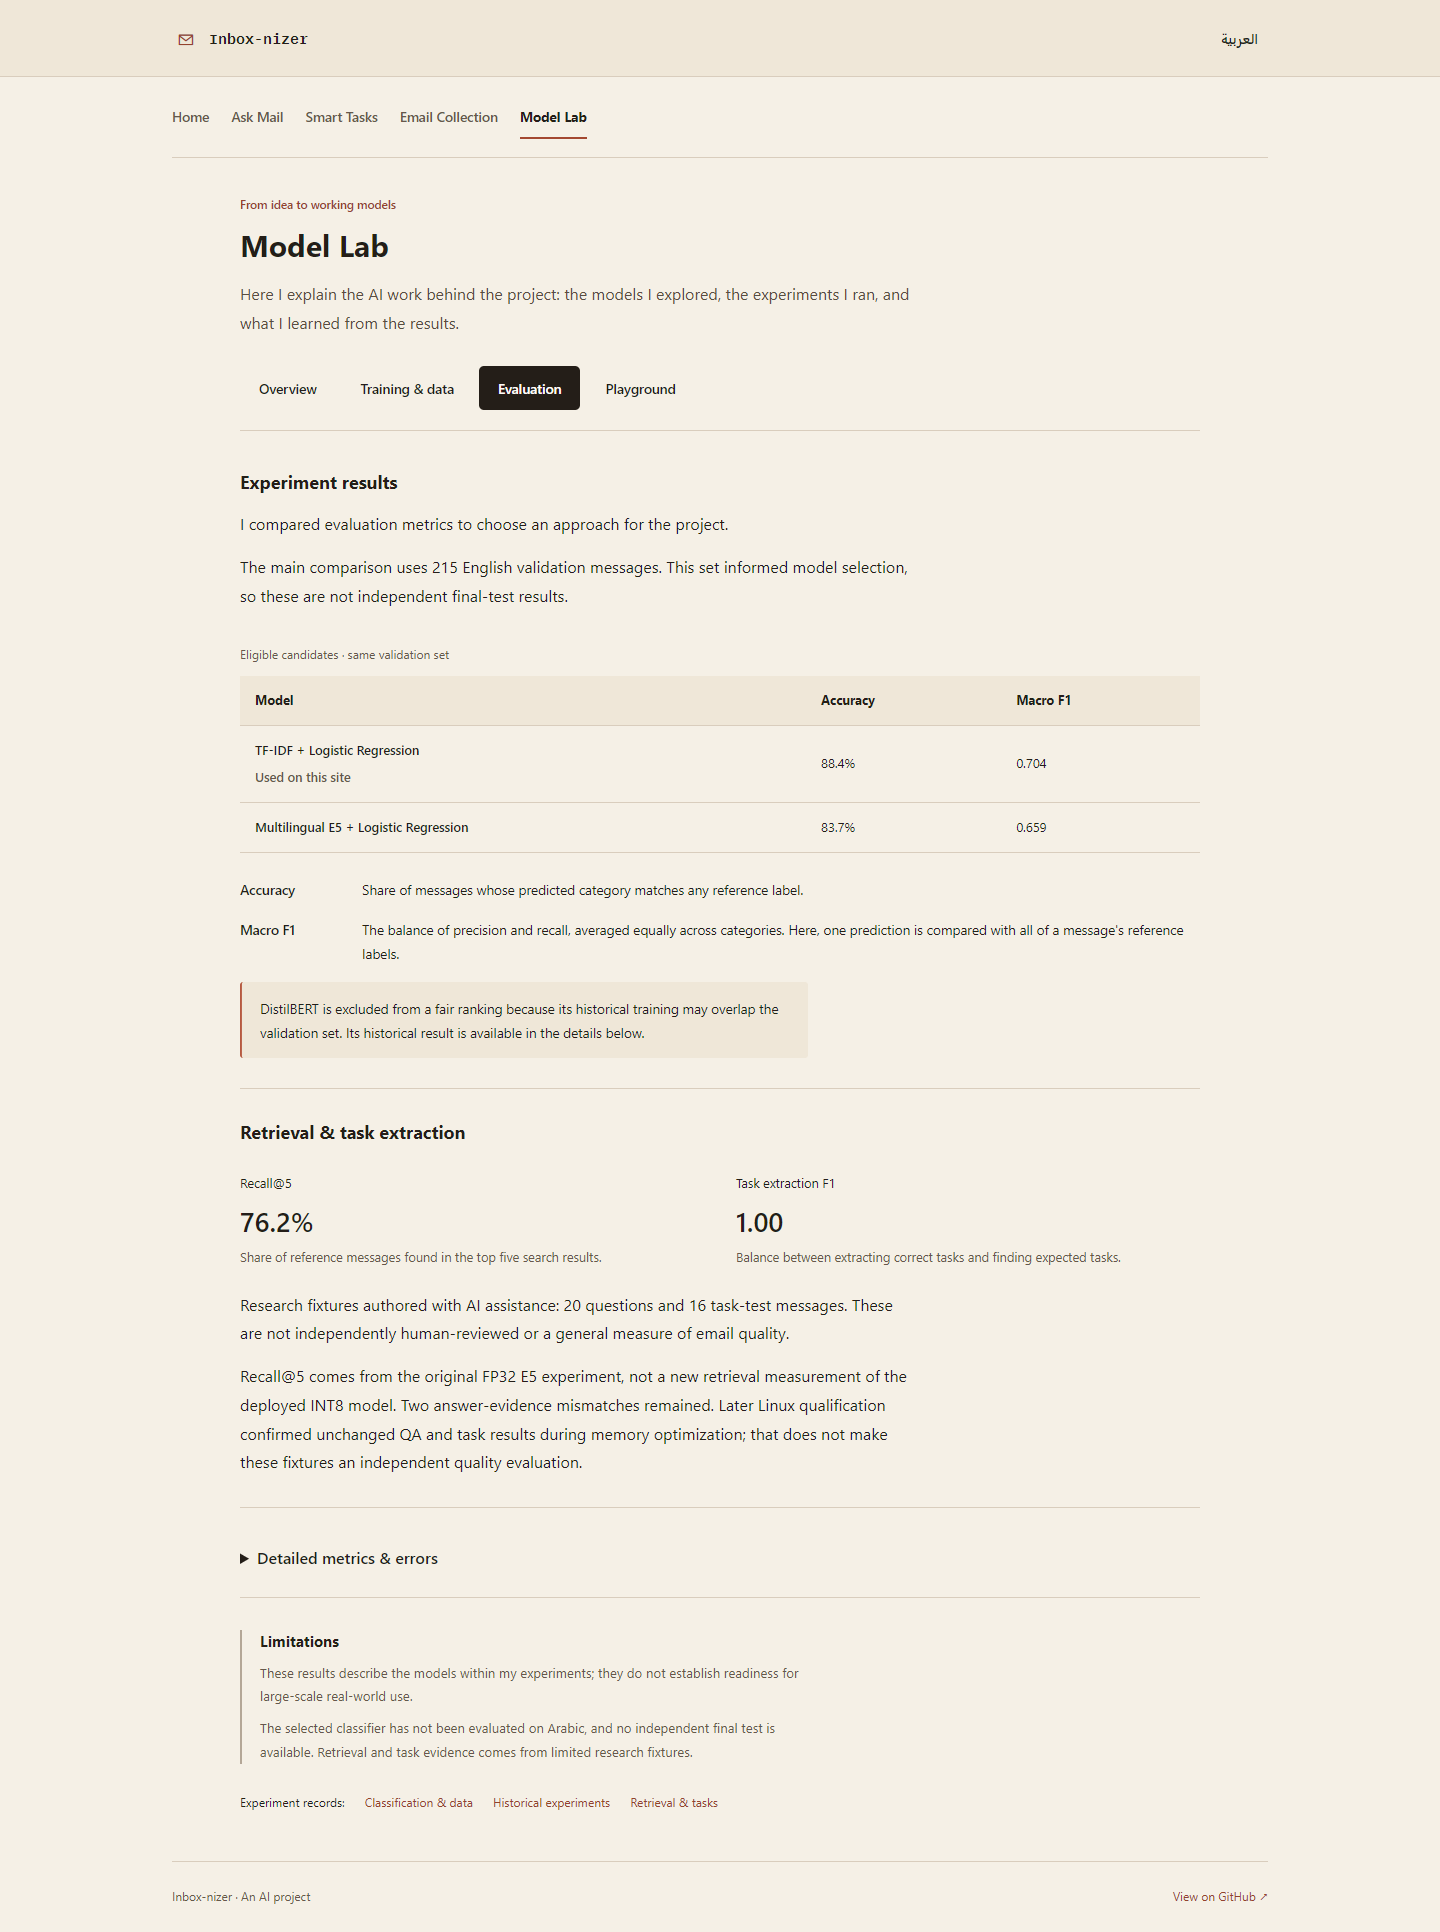 Inbox-nizer
العربية
Home
Ask Mail
Smart Tasks
Email Collection
Model Lab
From idea to working models
Model Lab
Here I explain the AI work behind the project: the models I explored, the experiments I ran, and
what I learned from the results.
Overview
Training & data
Evaluation
Playground
Experiment results
I compared evaluation metrics to choose an approach for the project.
The main comparison uses 215 English validation messages. This set informed model selection,
so these are not independent final-test results.
Eligible candidates · same validation set
Model Accuracy Macro F1
TF-IDF + Logistic Regression
Used on this site
88.4% 0.704
Multilingual E5 + Logistic Regression 83.7% 0.659
Accuracy Share of messages whose predicted category matches any reference label.
Macro F1 The balance of precision and recall, averaged equally across categories. Here, one prediction is compared with all of a message's reference
labels.
DistilBERT is excluded from a fair ranking because its historical training may overlap the
validation set. Its historical result is available in the details below.
Retrieval & task extraction
Recall@5
76.2%
Share of reference messages found in the top five search results.
Task extraction F1
1.00
Balance between extracting correct tasks and finding expected tasks.
Research fixtures authored with AI assistance: 20 questions and 16 task-test messages. These
are not independently human-reviewed or a general measure of email quality.
Recall@5 comes from the original FP32 E5 experiment, not a new retrieval measurement of the
deployed INT8 model. Two answer-evidence mismatches remained. Later Linux qualification
confirmed unchanged QA and task results during memory optimization; that does not make
these fixtures an independent quality evaluation.
▶ Detailed metrics & errors
Limitations
These results describe the models within my experiments; they do not establish readiness for
large-scale real-world use.
The selected classifier has not been evaluated on Arabic, and no independent final test is
available. Retrieval and task evidence comes from limited research fixtures.
Experiment records: Classification & data Historical experiments Retrieval & tasks
Inbox-nizer · An AI project
View on GitHub ↗